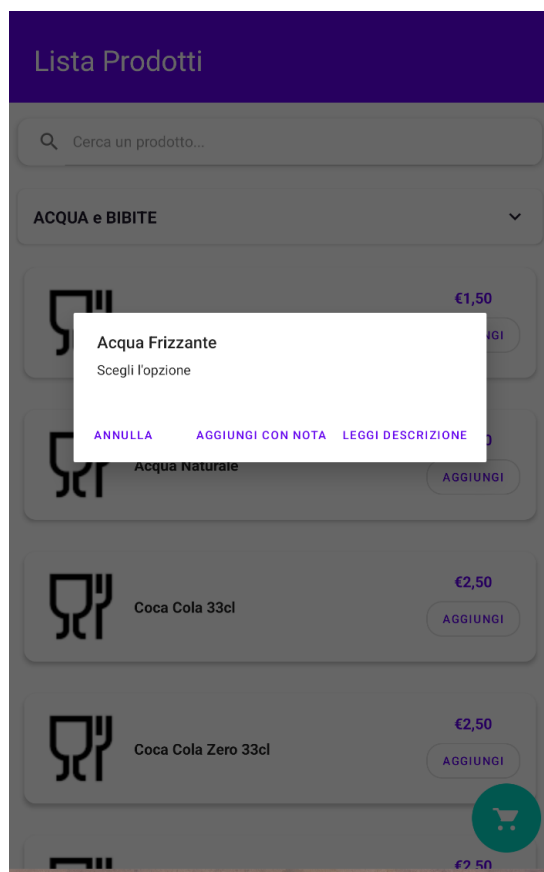 Lista Prodotti
Cerca un prodotto...
ACQUA e BIBITE
€1,50
NGI
Acqua Frizzante
Scegli l'opzione
ANNULLA AGGIUNGI CON NOTA LEGGI DESCRIZIONE
Acqua Naturale
AGGIUNGI
€2,50
Coca Cola 33cl
AGGIUNGI
€2,50
Coca Cola Zero 33cl
AGGIUNGI
€2,50